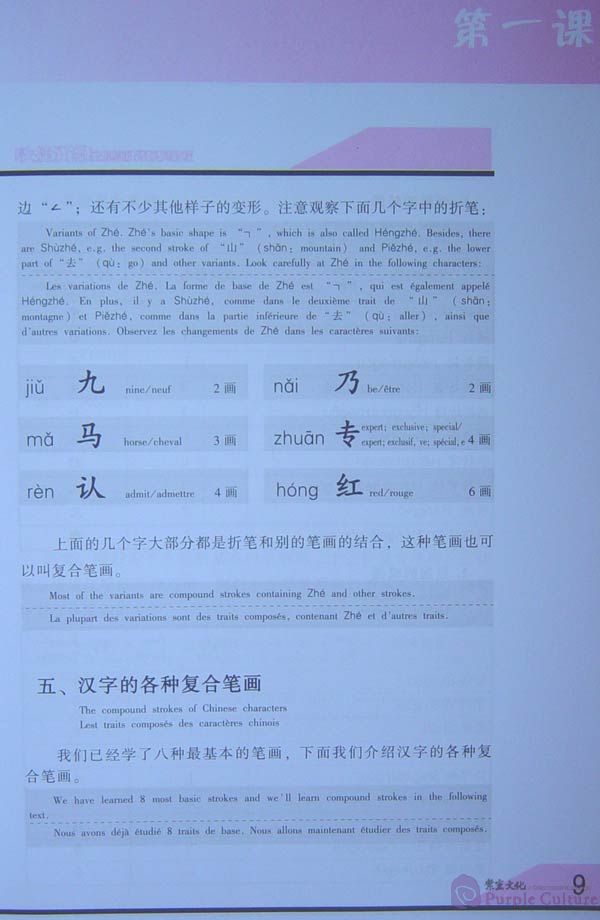 第一课
边“ㄥ”；还有不少其他样子的变形。注意观察下面几个字中的折笔：
Variants of Zhé. Zhé's basic shape is “㇕”, which is also called Héngzhé. Besides, there
are Shùzhé, e.g. the second stroke of “山” (shān: mountain) and Piězhé, e.g. the lower
part of “去” (qù: go) and other variants. Look carefully at Zhé in the following characters:
Les variations de Zhé. La forme de base de Zhé est “㇕”, qui est également appelé
Héngzhé. En plus, il y a Shùzhé, comme dans le deuxième trait de “山” (shān:
montagne) et Piězhé, comme dans la partie inférieure de “去” (qù: aller), ainsi que
d'autres variations. Observez les changements de Zhé dans les caractères suivants:
jiǔ 九 nine/neuf 2 画
nǎi 乃 be/être 2 画
mǎ 马 horse/cheval 3 画
zhuān 专 expert; exclusive; special/
expert; exclusif, ve; spécial, e 4 画
rèn 认 admit/admettre 4 画
hóng 红 red/rouge 6 画
上面的几个字大部分都是折笔和别的笔画的结合，这种笔画也可
以叫复合笔画。
Most of the variants are compound strokes containing Zhé and other strokes.
La plupart des variations sont des traits composés, contenant Zhé et d'autres traits.
五、汉字的各种复合笔画
The compound strokes of Chinese characters
Lest traits composés des caractères chinois
我们已经学了八种最基本的笔画，下面我们介绍汉字的各种复
合笔画。
We have learned 8 most basic strokes and we'll learn compound strokes in the following
text.
Nous avons déjà étudié 8 traits de base. Nous allons maintenant étudier des traits composés.
9
紫宝文化
Purple Culture